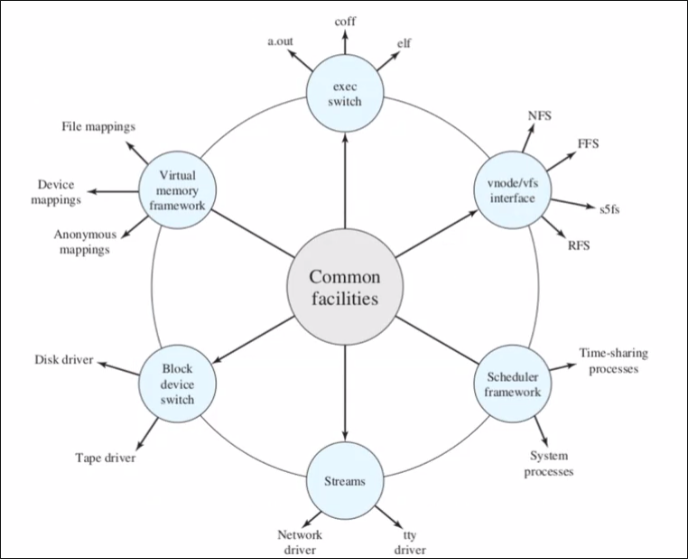 coff
a.out
elf
exec
switch
File mappings
NFS
FFS
Virtual
memory
framework
vnode/vfs
interface
Device
mappings
s5fs
Anonymous
mappings
RFS
Common
facilities
Disk driver
Block
device
switch
Scheduler
framework
Time-sharing
processes
Tape driver
Streams
System
processes
Network
driver
tty
driver